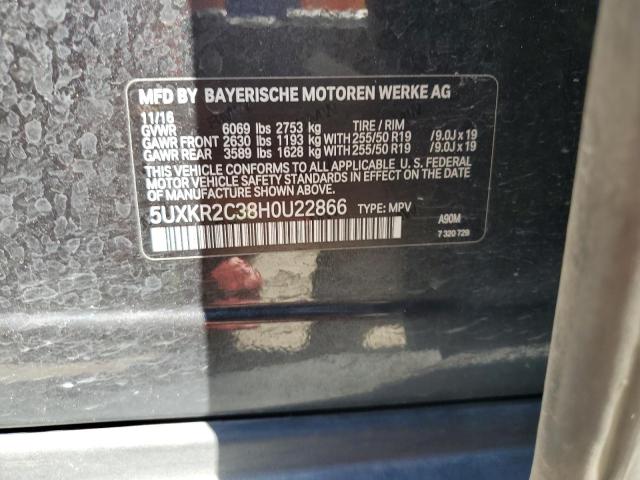 MFD BY BAYERISCHE MOTOREN WERKE AG
11/16
GVWR 6069 lbs 2753 kg TIRE / RIM
GAWR FRONT 2630 lbs 1193 kg WITH 255/50 R19 /9.0J x 19
GAWR REAR 3589 lbs 1628 kg WITH 255/50 R19 /9.0J x 19
THIS VEHICLE CONFORMS TO ALL APPLICABLE U. S. FEDERAL
MOTOR VEHICLE SAFETY STANDARDS IN EFFECT ON THE DATE OF
MANUFACTURE SHOWN ABOVE.
5UXKR2C38H0U22866 TYPE: MPV A90M
7 320 729